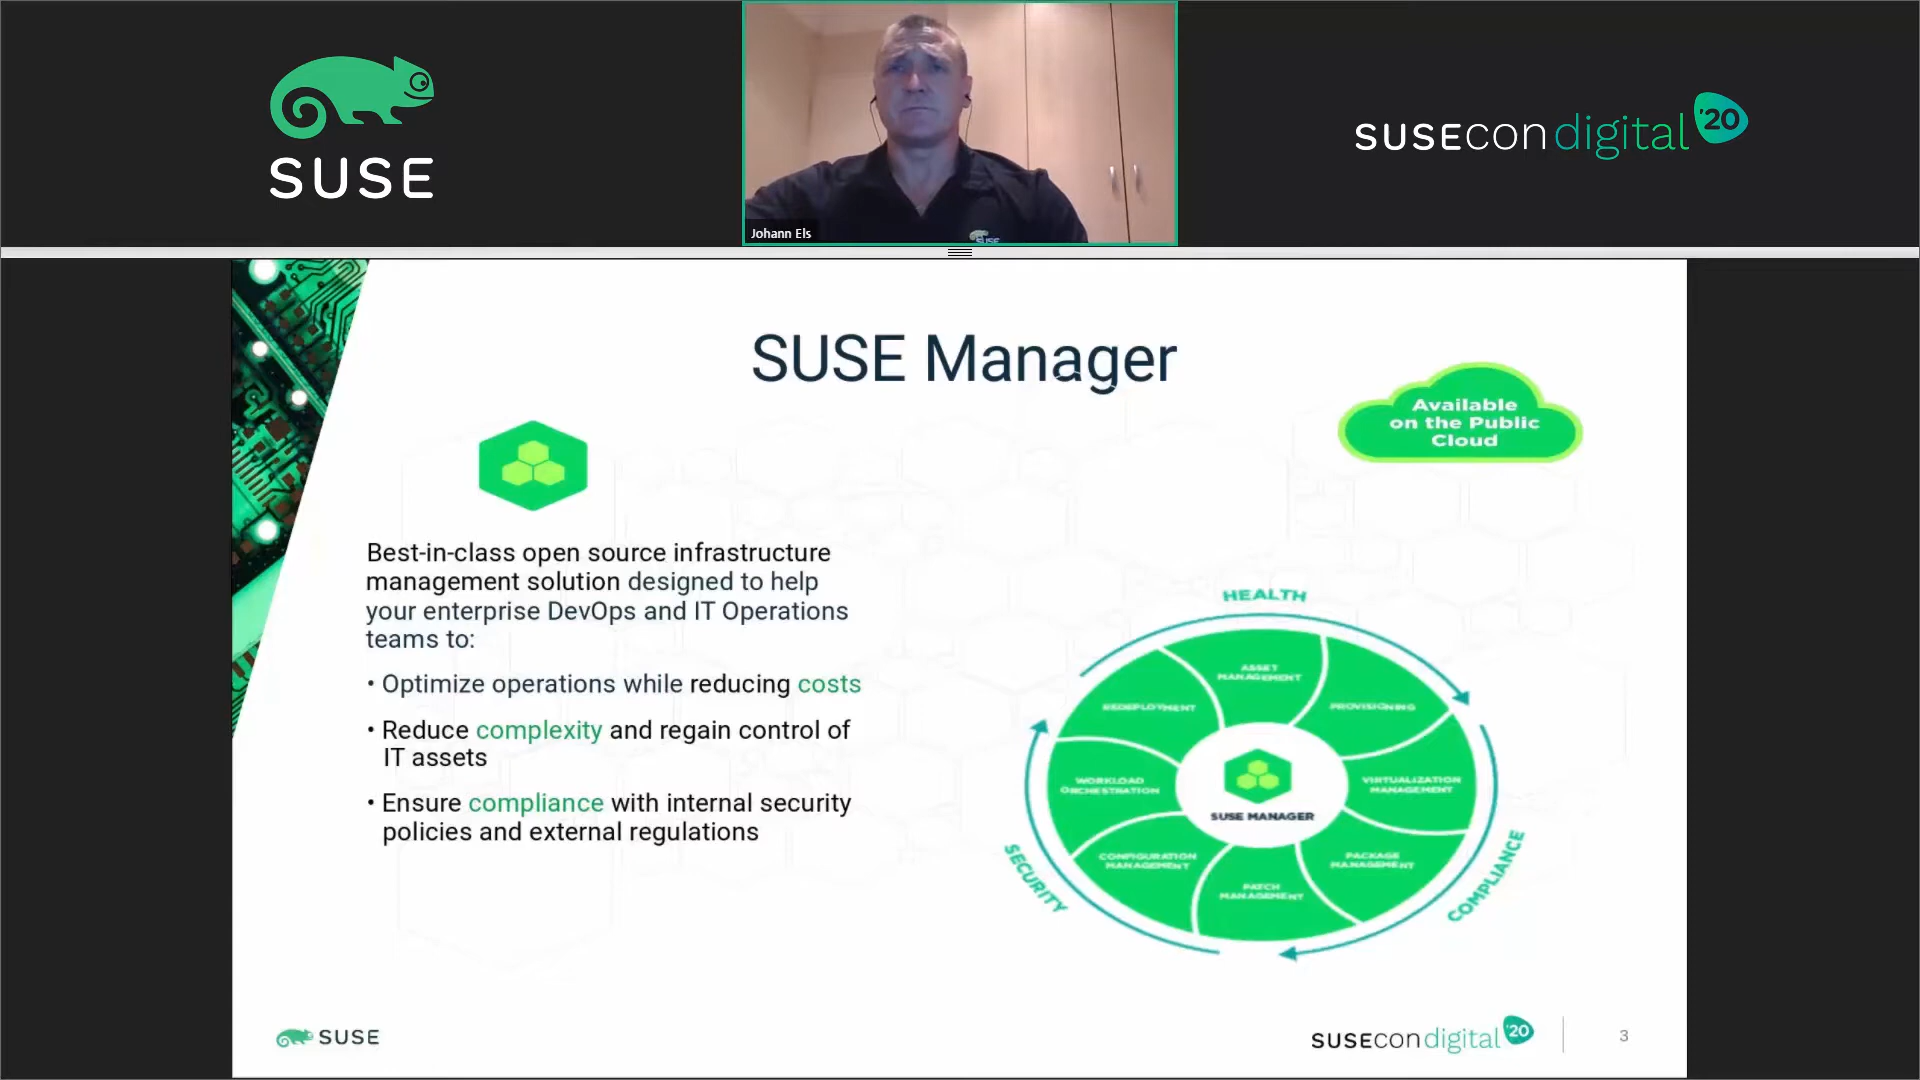 SUSE
Johann Els
SUSEcon digital '20
SUSE Manager
Available
on the Public
Cloud
Best-in-class open source infrastructure
management solution designed to help
your enterprise DevOps and IT Operations
teams to:
• Optimize operations while reducing costs
• Reduce complexity and regain control of
IT assets
• Ensure compliance with internal security
policies and external regulations
HEALTH
ASSET
MANAGEMENT
PROVISIONING
VIRTUALIZATION
MANAGEMENT
PACKAGE
MANAGEMENT
PATCH
MANAGEMENT
CONFIGURATION
MANAGEMENT
WORKLOAD
ORCHESTRATION
REDEPLOYMENT
SUSE MANAGER
COMPLIANCE
SECURITY
SUSE
SUSEcon digital '20
3
SUSE